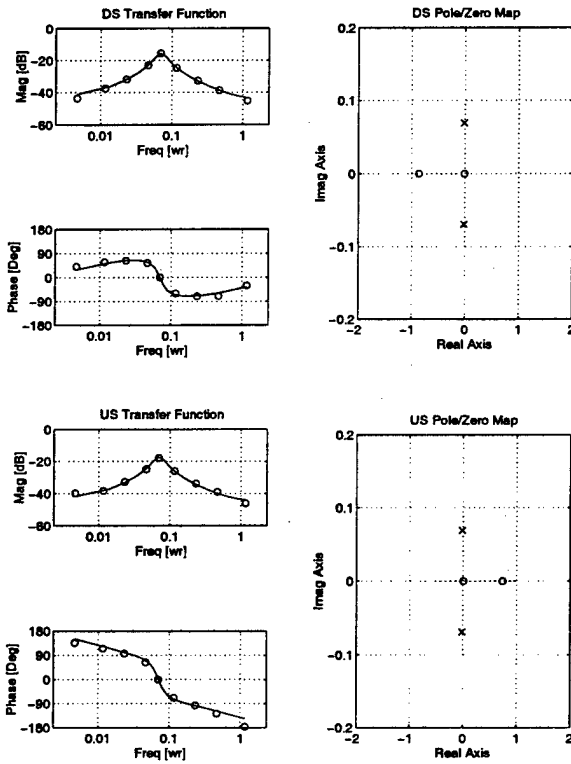 DS Transfer Function
0
−20
−40
−60
Mag [dB]
0.01 0.1 1
Freq [wr]
180
90
0
−90
−180
Phase [Deg]
0.01 0.1 1
Freq [wr]
DS Pole/Zero Map
0.2
0.1
0
−0.1
−0.2
Imag Axis
−2 −1 0 1 2
Real Axis
US Transfer Function
0
−20
−40
−60
Mag [dB]
0.01 0.1 1
Freq [wr]
180
90
0
−90
−180
Phase [Deg]
0.01 0.1 1
Freq [wr]
US Pole/Zero Map
0.2
0.1
0
−0.1
−0.2
Imag Axis
−2 −1 0 1 2
Real Axis